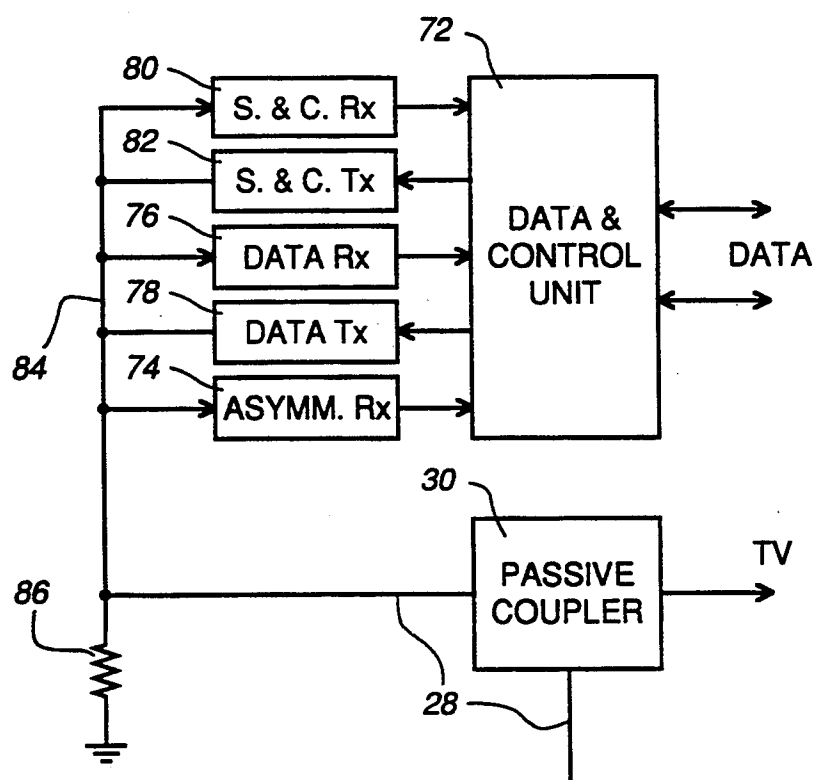 72
80
S. & C. Rx
82
S. & C. Tx
76
DATA Rx
78
DATA Tx
84
74
ASYMM. Rx
DATA &
CONTROL
UNIT
DATA
30
PASSIVE
COUPLER
TV
86
28